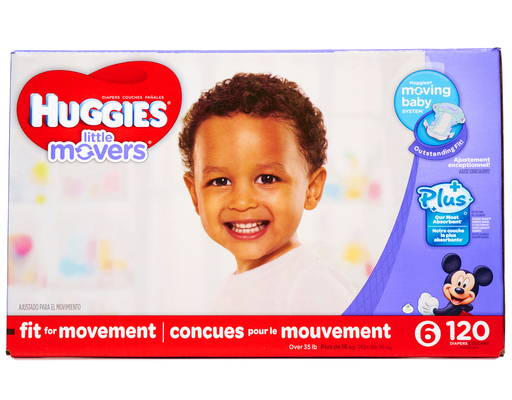 DIAPERS COUCHES PAÑALES
HUGGIES®
little
movers®
Huggies®
moving
baby
SYSTEM
Outstanding Fit!
Ajustement
exceptionnel!
Plus+
Our Most
Absorbent*
Notre couche
la plus
absorbante*
AJUSTADO PARA EL MOVIMIENTO
fit for movement | concues pour le mouvement
6 120
DIAPERS
Over 35 lb